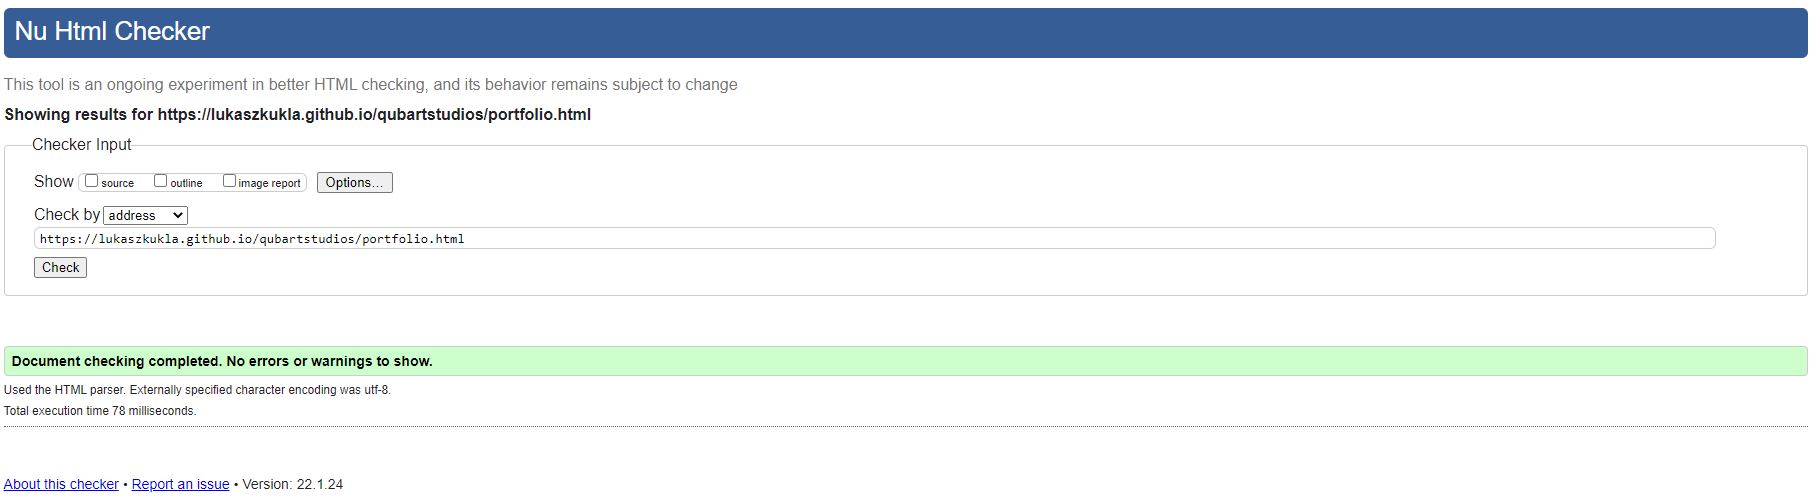 Nu Html Checker
This tool is an ongoing experiment in better HTML checking, and its behavior remains subject to change
Showing results for https://lukaszkukla.github.io/qubartstudios/portfolio.html
Checker Input
Show source outline image report Options...
Check by address
https://lukaszkukla.github.io/qubartstudios/portfolio.html
Check
Document checking completed. No errors or warnings to show.
Used the HTML parser. Externally specified character encoding was utf-8.
Total execution time 78 milliseconds.
About this checker • Report an issue • Version: 22.1.24